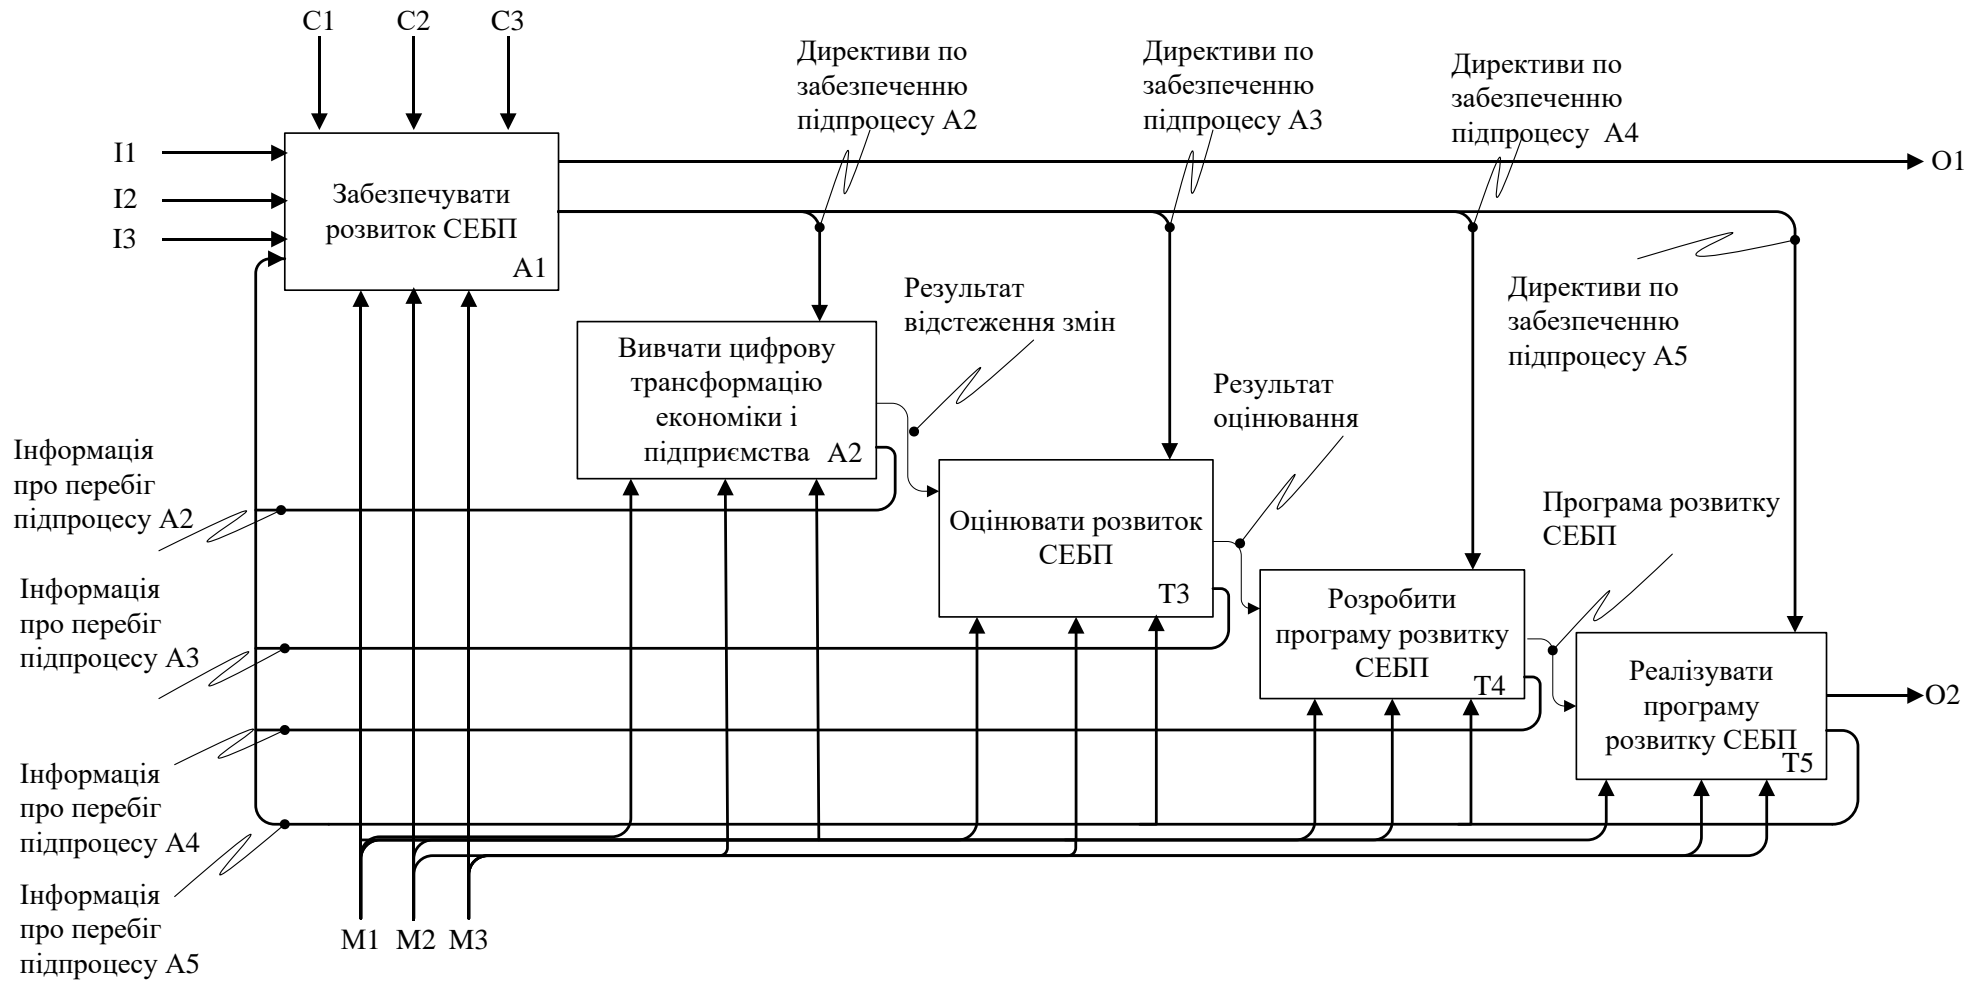 C1
C2
C3
Директиви по
забезпеченню
підпроцесу А2
Директиви по
забезпеченню
підпроцесу А3
Директиви по
забезпеченню
підпроцесу А4
I1
I2
I3
Забезпечувати
розвиток СЕБП
A1
O1
Директиви по
забезпеченню
підпроцесу А5
Результат
відстеження змін
Вивчати цифрову
трансформацію
економіки і
підприємства
A2
Результат
оцінювання
Оцінювати розвиток
СЕБП
Т3
Програма розвитку
СЕБП
Розробити
програму розвитку
СЕБП
Т4
Реалізувати
програму
розвитку СЕБП
Т5
O2
Інформація
про перебіг
підпроцесу А2
Інформація
про перебіг
підпроцесу А3
Інформація
про перебіг
підпроцесу А4
Інформація
про перебіг
підпроцесу А5
M1
M2
M3